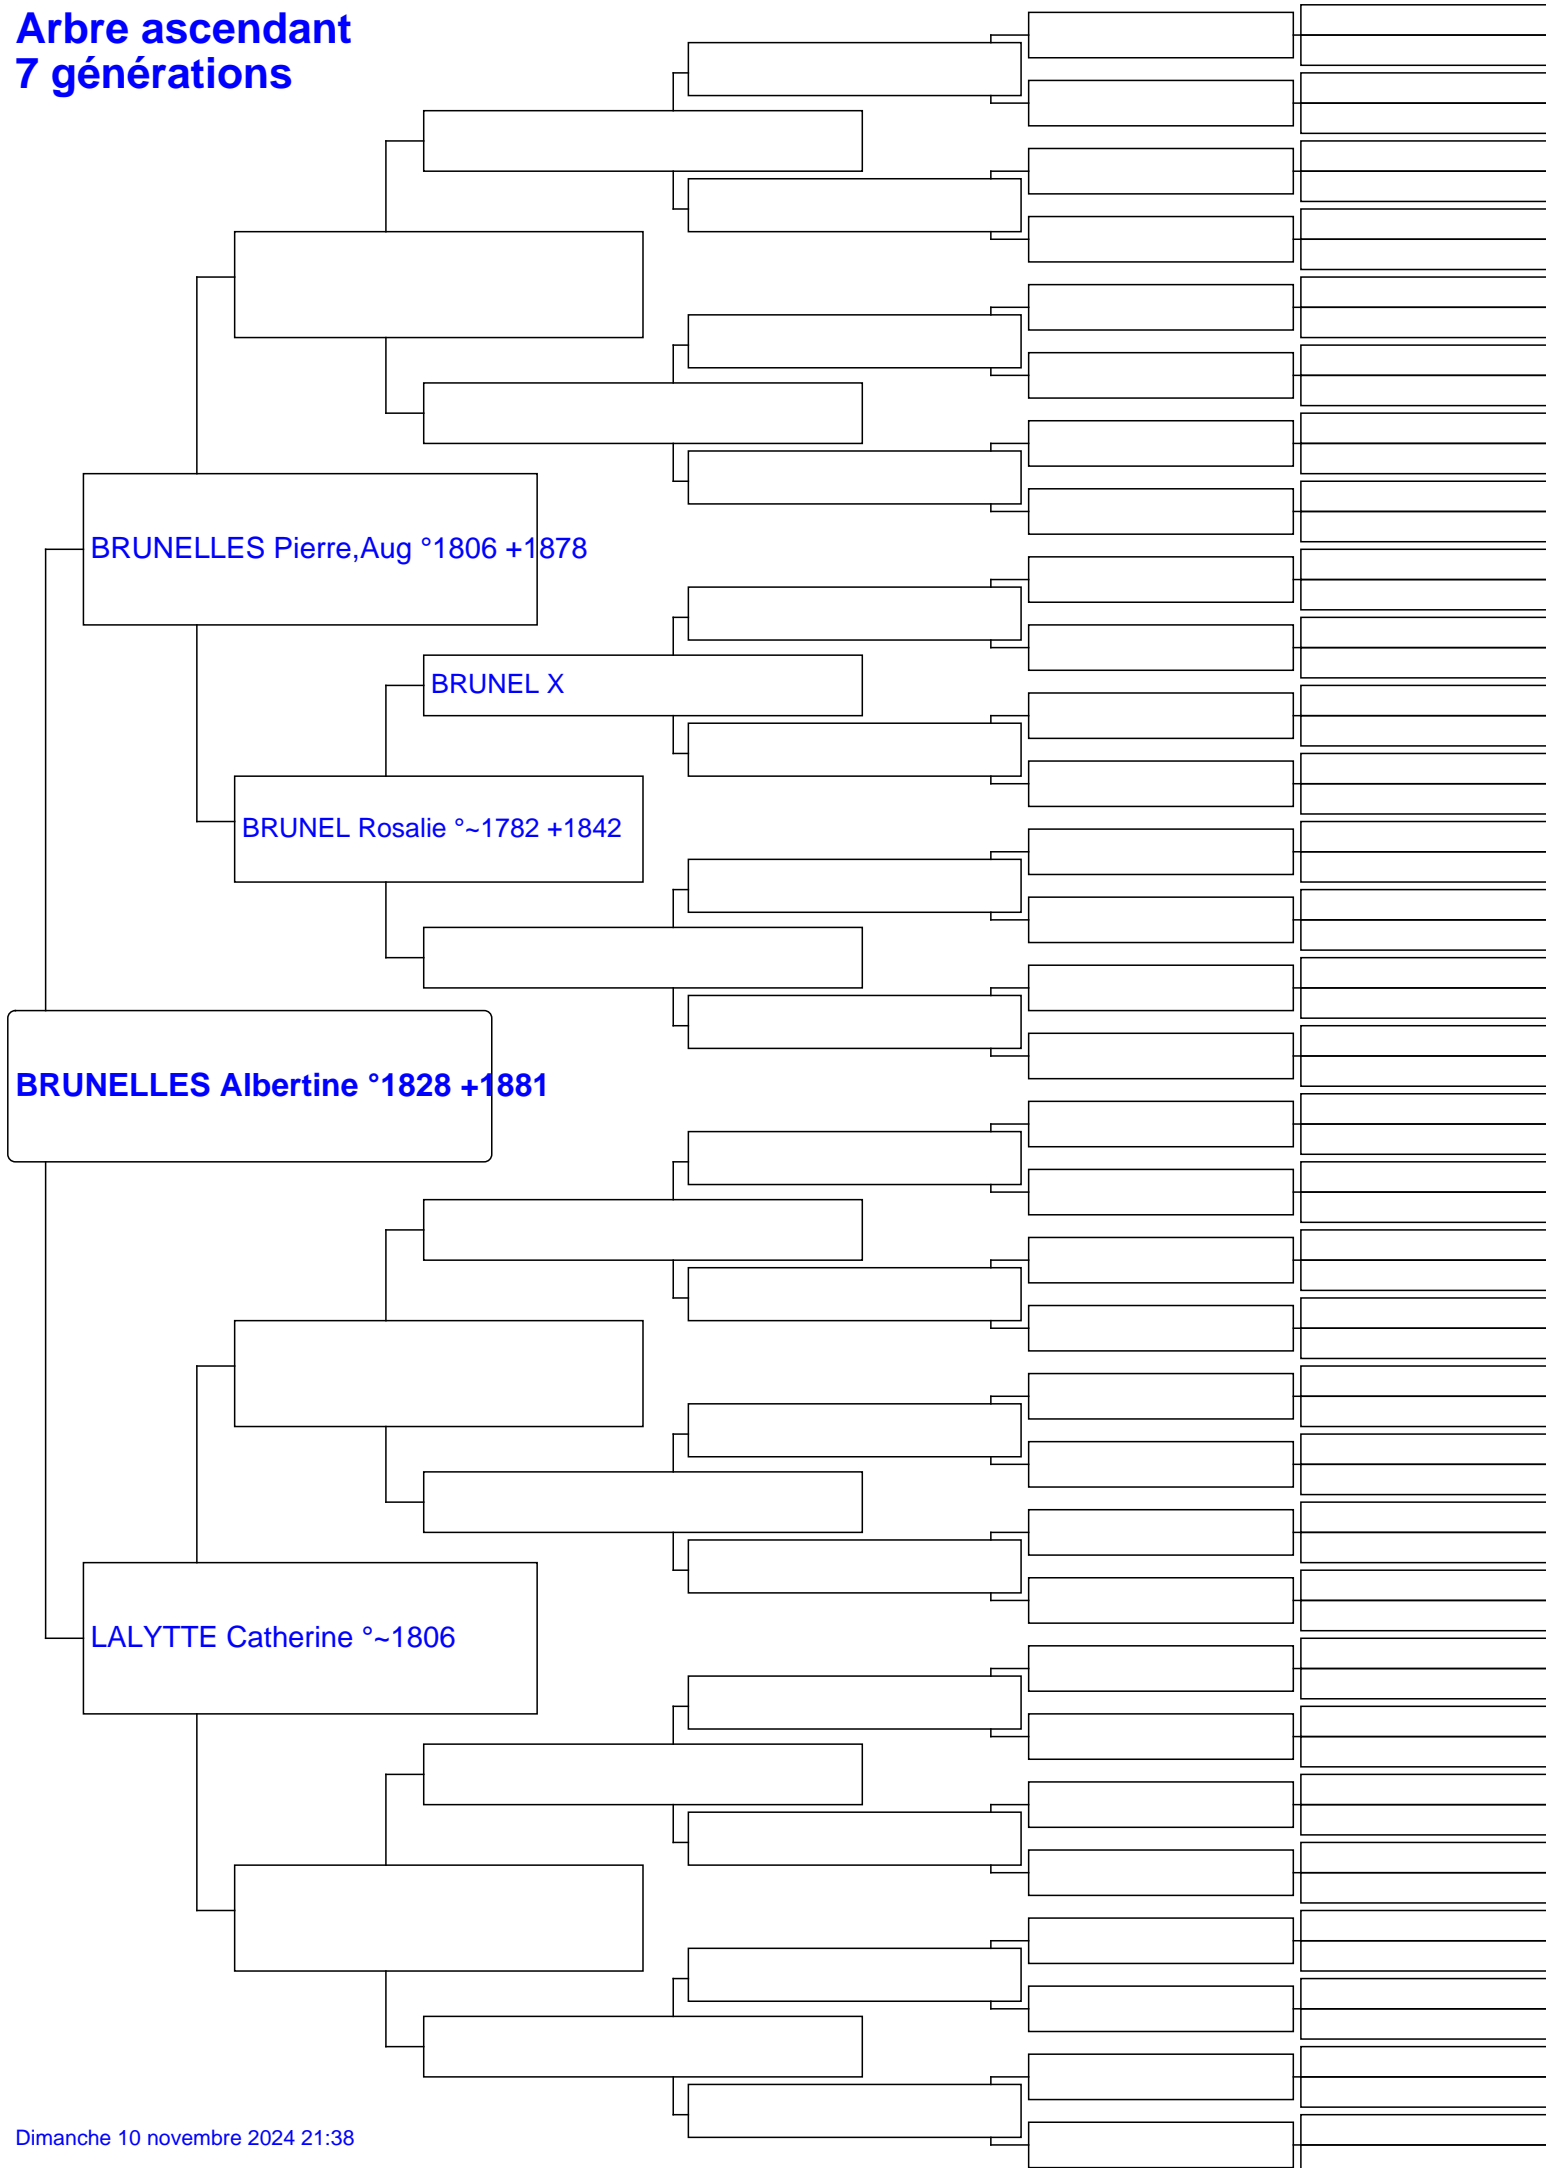 Arbre ascendant
7 générations
BRUNELLES Pierre,Aug °1806 +1878
BRUNEL X
BRUNEL Rosalie °~1782 +1842
BRUNELLES Albertine °1828 +1881
LALYTTE Catherine °~1806
Dimanche 10 novembre 2024 21:38